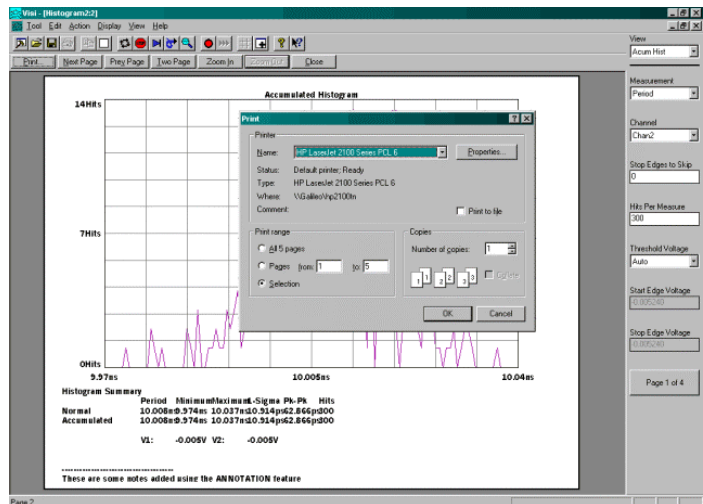 Visi - [Histogram2:2]
Tool Edit Action Display View Help
Print... Next Page Prev Page Two Page Zoom In Zoom Out Close
Accumulated Histogram
14Hits
7Hits
0Hits
9.97ns 10.005ns 10.04ns
Histogram Summary
Period Minimum Maximum 1-Sigma Pk-Pk Hits
Normal 10.008ns 9.974ns 10.037ns 10.914ps 62.866ps 300
Accumulated 10.008ns 9.974ns 10.037ns 10.914ps 62.866ps 300
V1: -0.005V V2: -0.005V
These are some notes added using the ANNOTATION feature
Print
Printer
Name: HP LaserJet 2100 Series PCL 6 Properties...
Status: Default printer; Ready
Type: HP LaserJet 2100 Series PCL 6
Where: \\Galileo\hp2100tn
Comment: Print to file
Print range
All 5 pages
Pages from: 1 to: 5
Selection
Copies
Number of copies: 1
1 1 2 2 3 3 Collate
OK Cancel
View
Acum Hist
Measurement
Period
Channel
Chan2
Stop Edges to Skip
0
Hits Per Measure
300
Threshold Voltage
Auto
Start Edge Voltage
-0.005240
Stop Edge Voltage
-0.005240
Page 1 of 4
Page 2